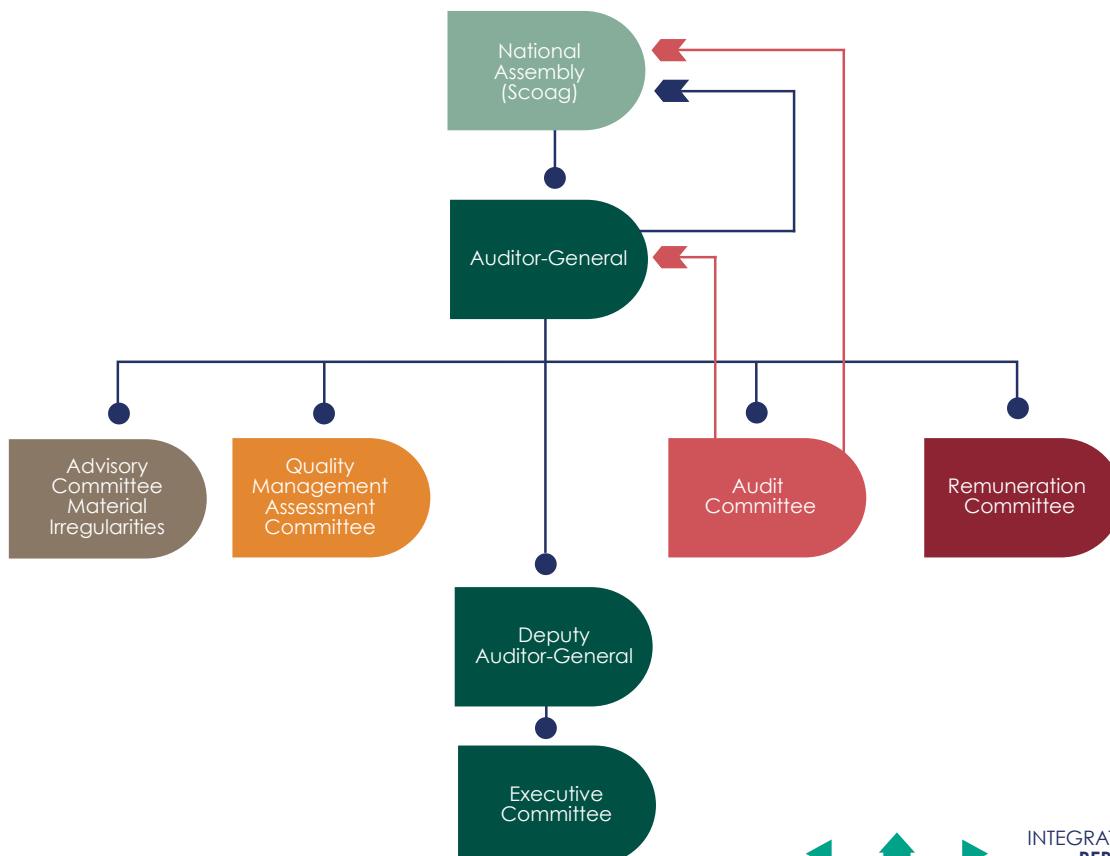 National
Assembly
(Scoag)
Auditor-General
Advisory
Committee
Material
Irregularities
Quality
Management
Assessment
Committee
Audit
Committee
Remuneration
Committee
Deputy
Auditor-General
Executive
Committee